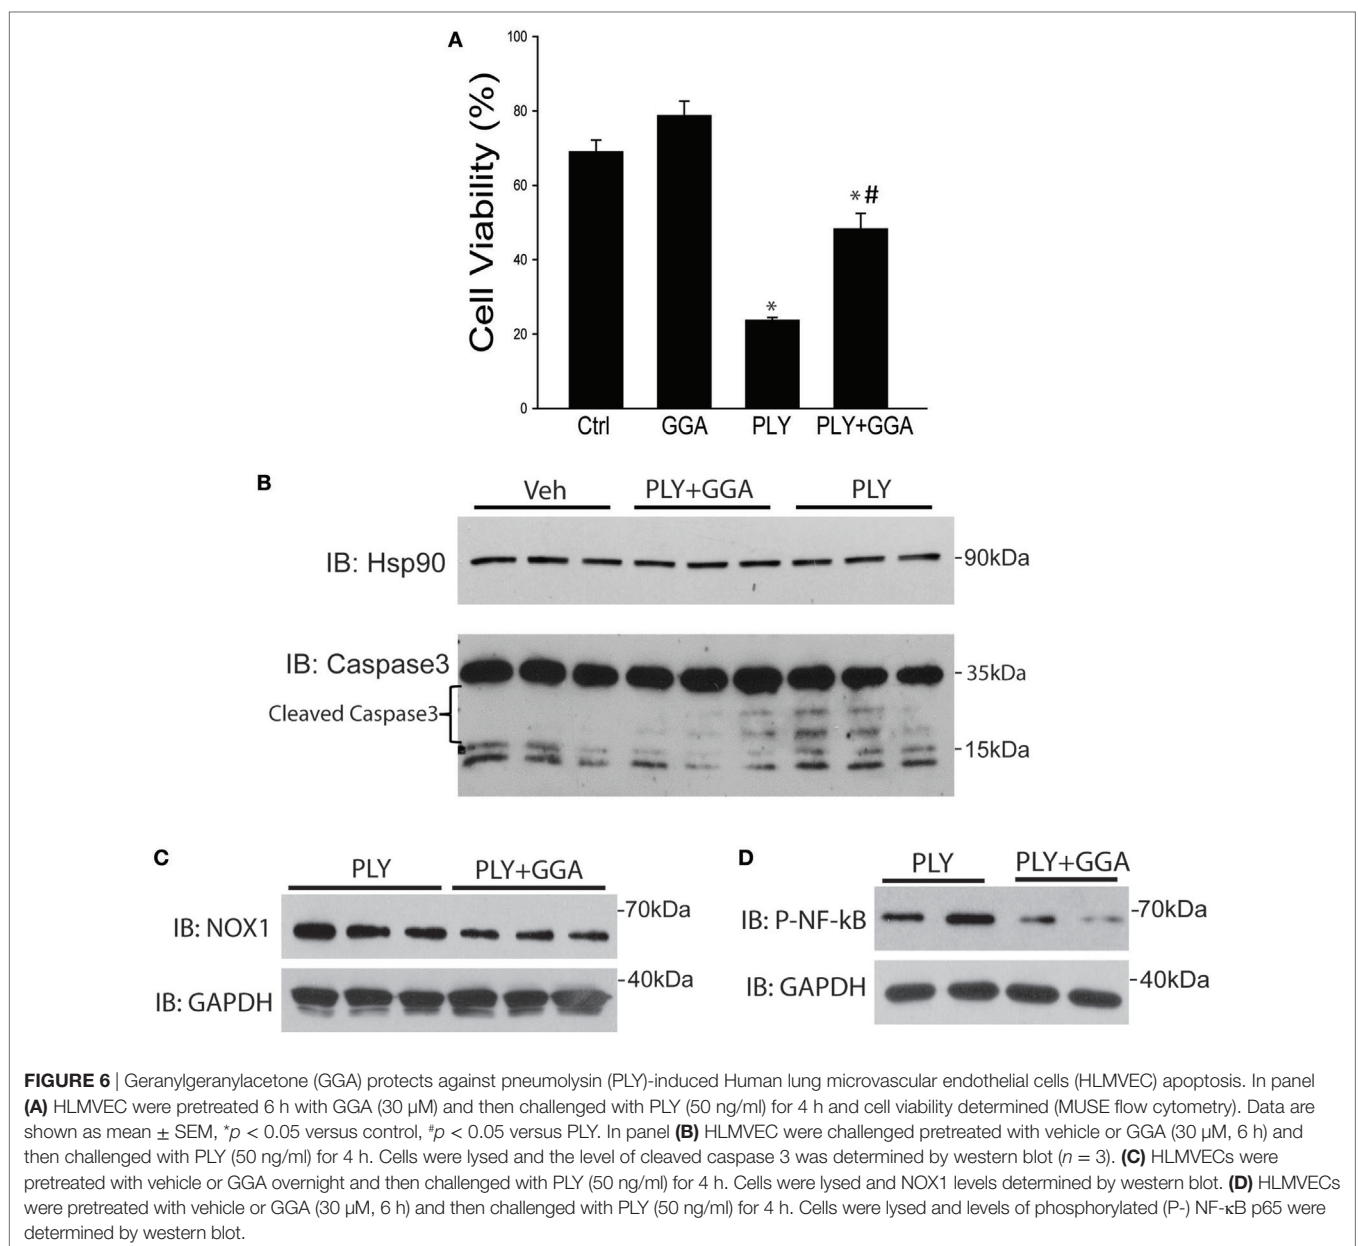 A
100
80
60
40
20
0
Cell Viability (%)
*
*#
Ctrl GGA PLY PLY+GGA
B
Veh PLY+GGA PLY
IB: Hsp90
-90kDa
IB: Caspase3
-35kDa
Cleaved Caspase3
-15kDa
C
PLY PLY+GGA
IB: NOX1
-70kDa
IB: GAPDH
-40kDa
D
PLY PLY+GGA
IB: P-NF-kB
-70kDa
IB: GAPDH
-40kDa
FIGURE 6 | Geranylgeranylacetone (GGA) protects against pneumolysin (PLY)-induced Human lung microvascular endothelial cells (HLMVEC) apoptosis. In panel
(A) HLMVEC were pretreated 6 h with GGA (30 µM) and then challenged with PLY (50 ng/ml) for 4 h and cell viability determined (MUSE flow cytometry). Data are
shown as mean ± SEM, *p < 0.05 versus control, #p < 0.05 versus PLY. In panel (B) HLMVEC were challenged pretreated with vehicle or GGA (30 µM, 6 h) and
then challenged with PLY (50 ng/ml) for 4 h. Cells were lysed and the level of cleaved caspase 3 was determined by western blot (n = 3). (C) HLMVECs were
pretreated with vehicle or GGA overnight and then challenged with PLY (50 ng/ml) for 4 h. Cells were lysed and NOX1 levels determined by western blot. (D) HLMVECs
were pretreated with vehicle or GGA (30 µM, 6 h) and then challenged with PLY (50 ng/ml) for 4 h. Cells were lysed and levels of phosphorylated (P-) NF-κB p65 were
determined by western blot.